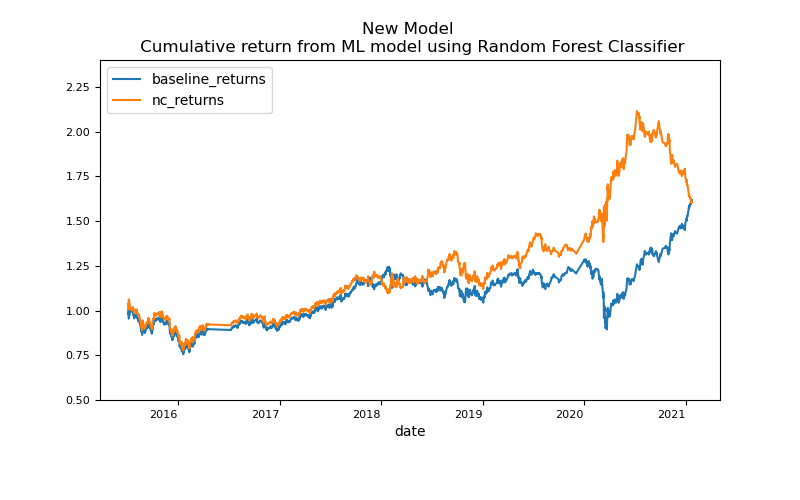 New Model
Cumulative return from ML model using Random Forest Classifier
baseline_returns
nc_returns
2.25
2.00
1.75
1.50
1.25
1.00
0.75
0.50
2016
2017
2018
2019
2020
2021
date